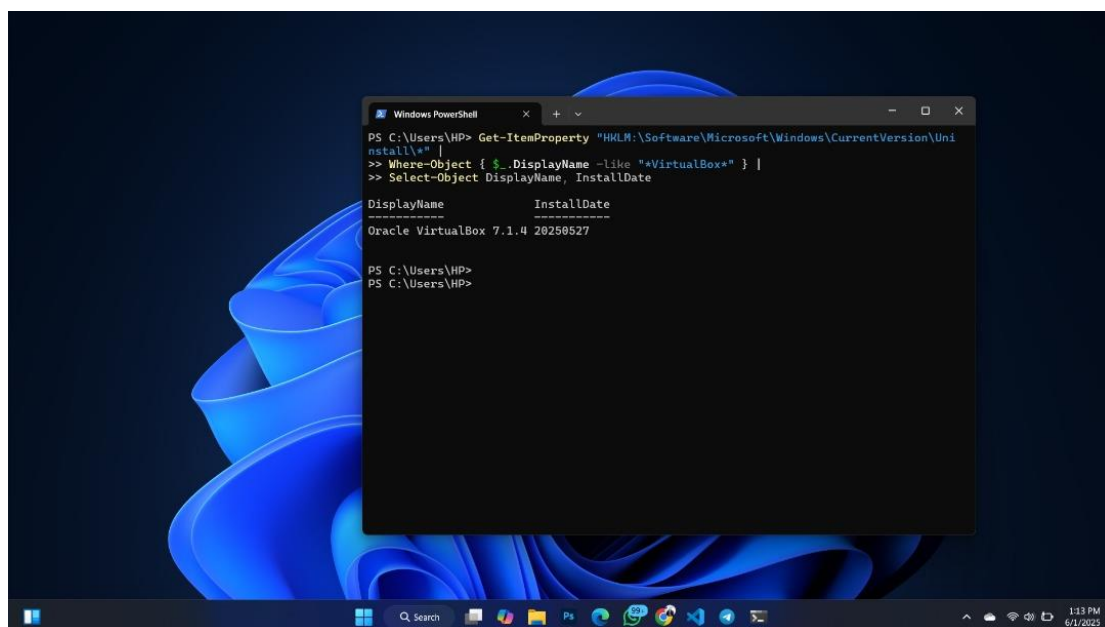 Windows PowerShell
PS C:\Users\HP> Get-ItemProperty "HKLM:\Software\Microsoft\Windows\CurrentVersion\Uni
nstall\*" |
>> Where-Object { $_.DisplayName -like "*VirtualBox*" } |
>> Select-Object DisplayName, InstallDate
DisplayName InstallDate
----------- -----------
Oracle VirtualBox 7.1.4 20250527
PS C:\Users\HP>
PS C:\Users\HP>
Search
Ps
99+
1:13 PM
6/1/2025